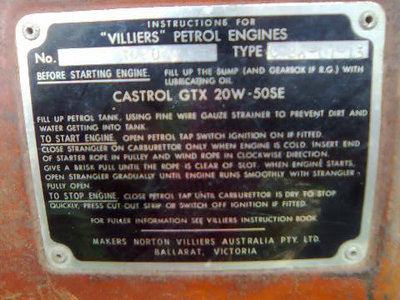 INSTRUCTIONS FOR
"VILLIERS" PETROL ENGINES
No. TYPE
BEFORE STARTING ENGINE. FILL UP THE SUMP (AND GEARBOX IF R.G.) WITH
LUBRICATING OIL.
CASTROL GTX 20W-50SE
FILL UP PETROL TANK, USING FINE WIRE GAUZE STRAINER TO PREVENT DIRT AND
WATER GETTING INTO TANK.
TO START ENGINE. OPEN PETROL TAP SWITCH IGNITION ON IF FITTED.
CLOSE STRANGLER ON CARBURETTOR ONLY WHEN ENGINE IS COLD. INSERT END
OF STARTER ROPE IN PULLEY AND WIND ROPE IN CLOCKWISE DIRECTION.
GIVE A BRISK PULL UNTIL THE ROPE IS CLEAR OF SLOT. WHEN ENGINE STARTS,
OPEN STRANGLER GRADUALLY UNTIL ENGINE RUNS SMOOTHLY WITH STRANGLER
FULLY OPEN.
TO STOP ENGINE. CLOSE PETROL TAP UNTIL CARBURETTOR IS DRY TO STOP
QUICKLY, PRESS CUT OUT STRIP OR SWITCH OFF IGNITION IF FITTED.
FOR FULLER INFORMATION SEE VILLIERS INSTRUCTION BOOK
MAKERS NORTON VILLIERS AUSTRALIA PTY. LTD.
BALLARAT, VICTORIA